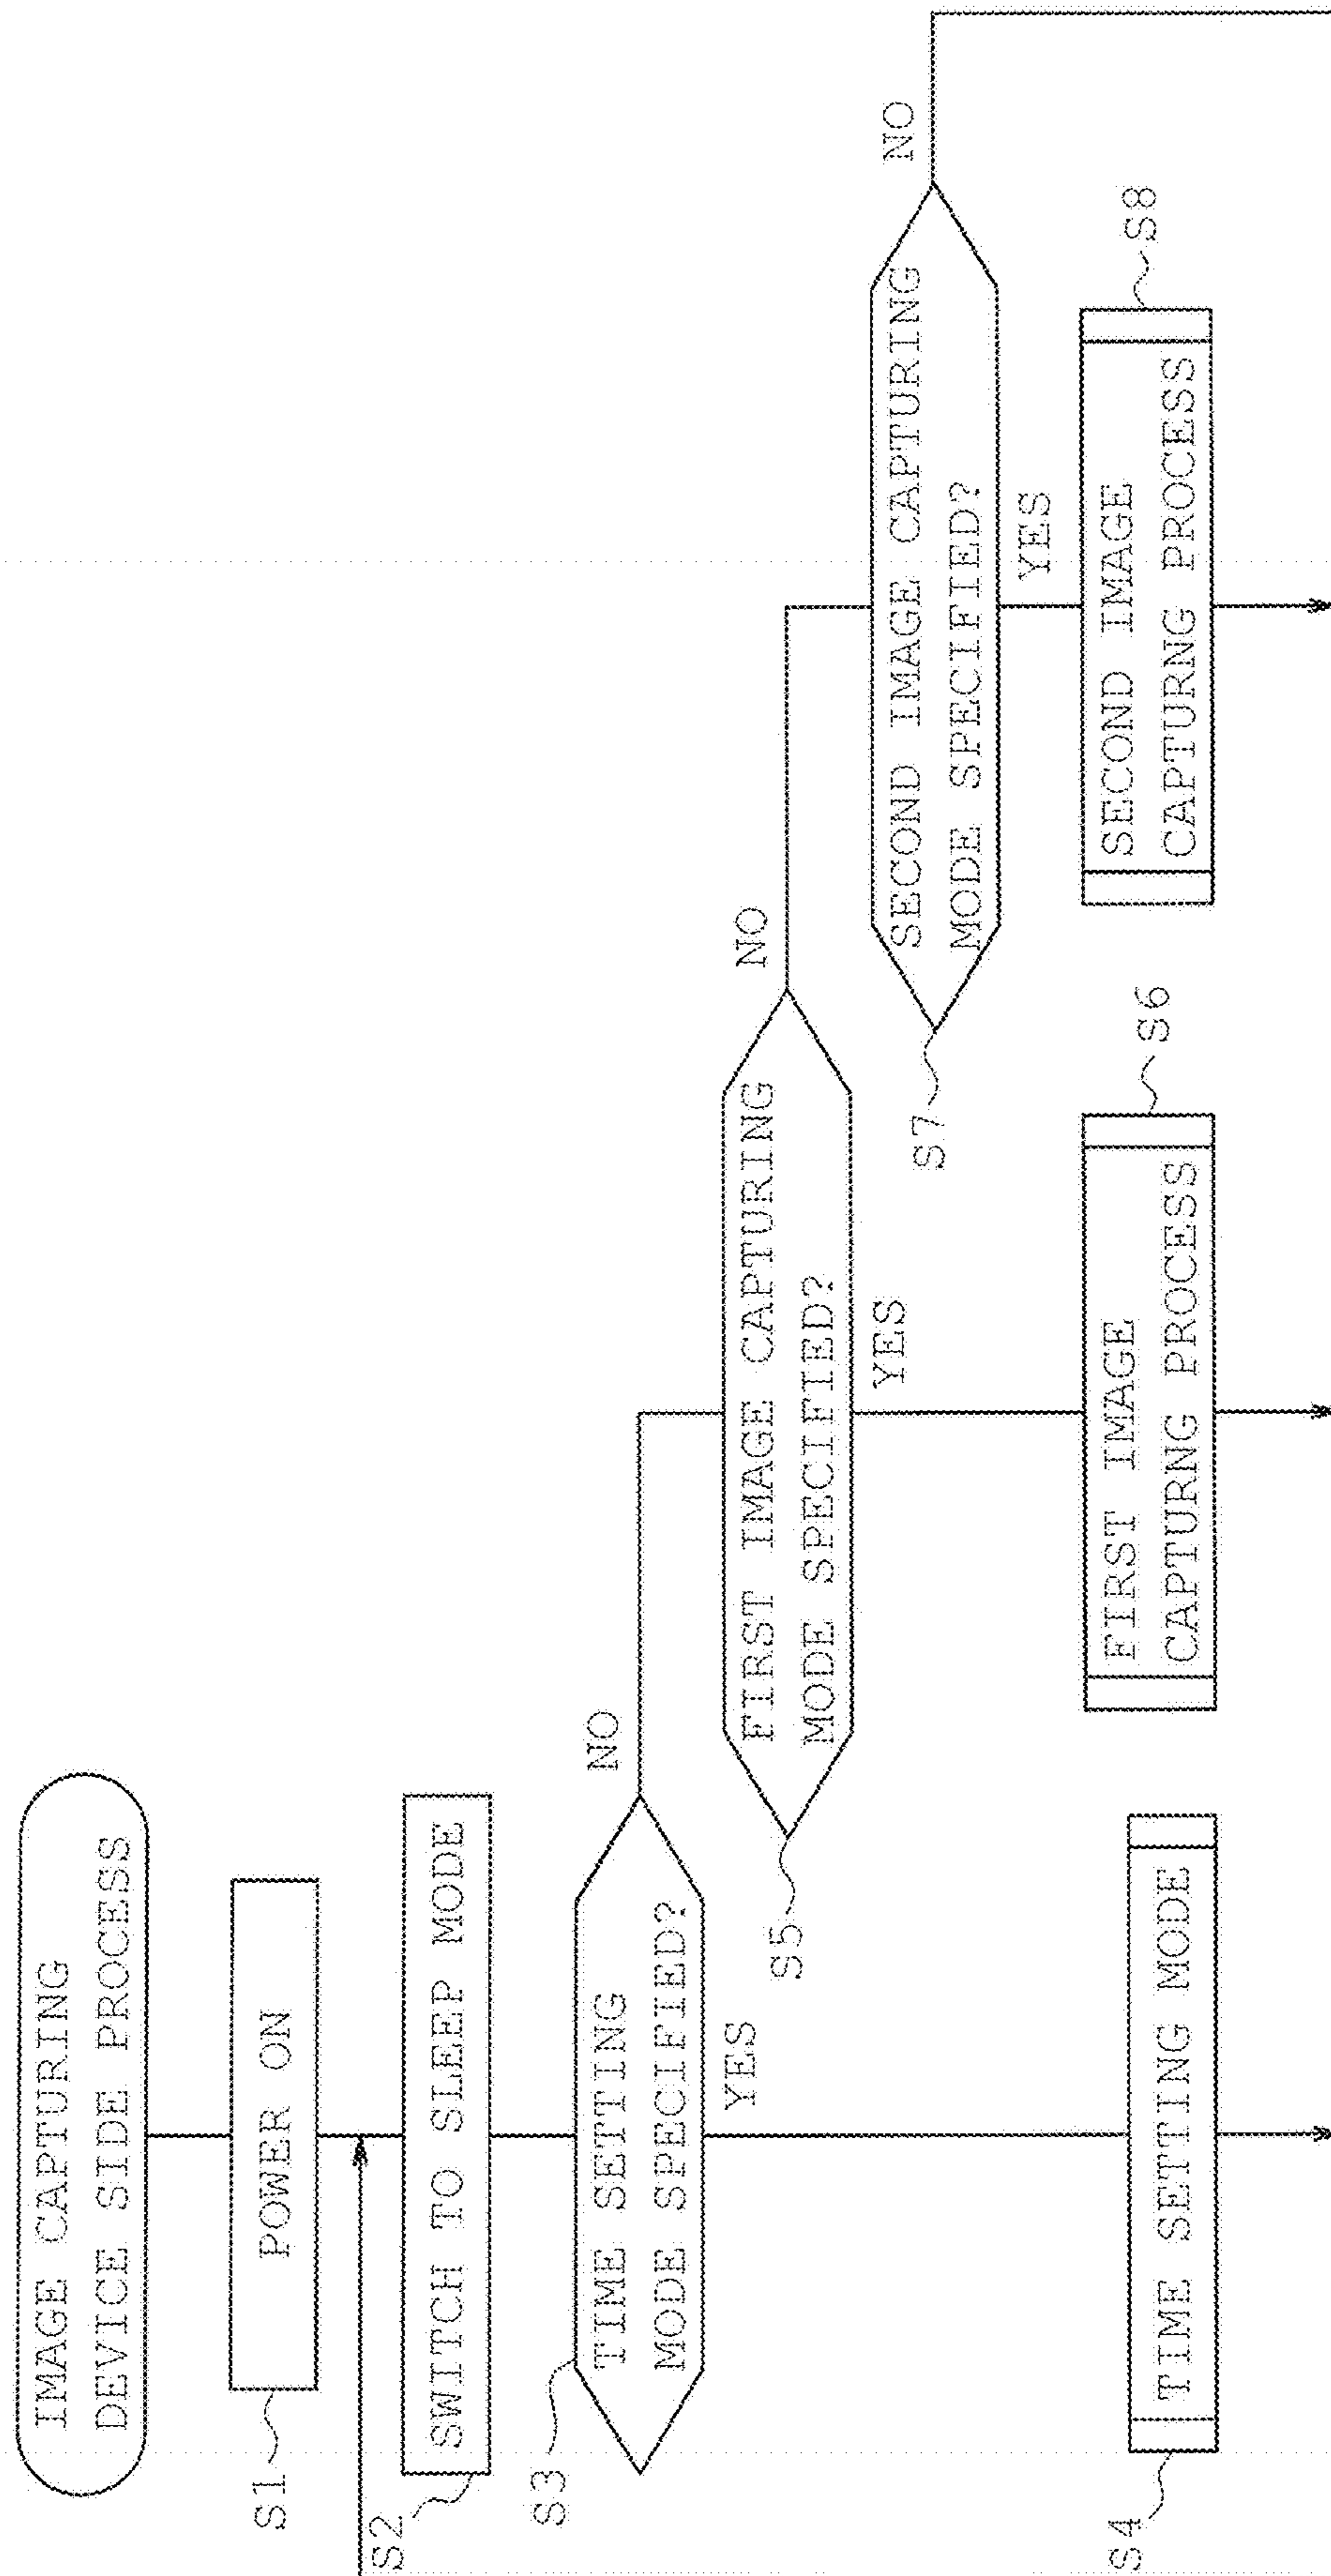 IMAGE CAPTURING
DEVICE SIDE PROCESS
S1
POWER ON
S2
SWITCH TO SLEEP MODE
S3
TIME SETTING
MODE SPECIFIED?
NO
YES
S4
TIME SETTING MODE
S5
FIRST IMAGE CAPTURING
MODE SPECIFIED?
NO
YES
FIRST IMAGE
CAPTURNG PROCESS
S6
S7
SECOND IMAGE CAPTURING
MODE SPECIFIED?
NO
YES
SECOND IMAGE
CAPTURNG PROCESS
S8